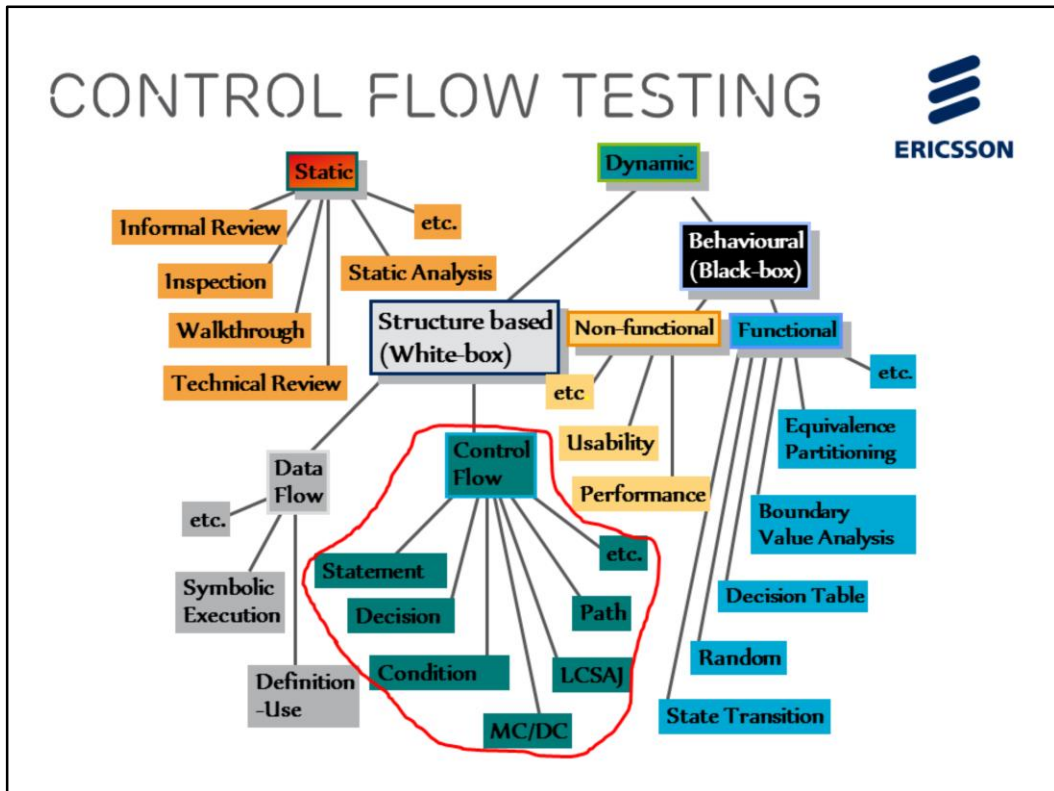 CONTROL FLOW TESTING
ERICSSON
Static
Informal Review
Inspection
Walkthrough
Technical Review
Static Analysis
etc.
Dynamic
Structure based
(White-box)
Data
Flow
etc.
Symbolic
Execution
Definition
-Use
Control
Flow
Statement
Decision
Condition
MC/DC
LCSAJ
Path
etc.
Behavioural
(Black-box)
Non-functional
etc
Usability
Performance
Functional
etc.
Equivalence
Partitioning
Boundary
Value Analysis
Decision Table
Random
State Transition